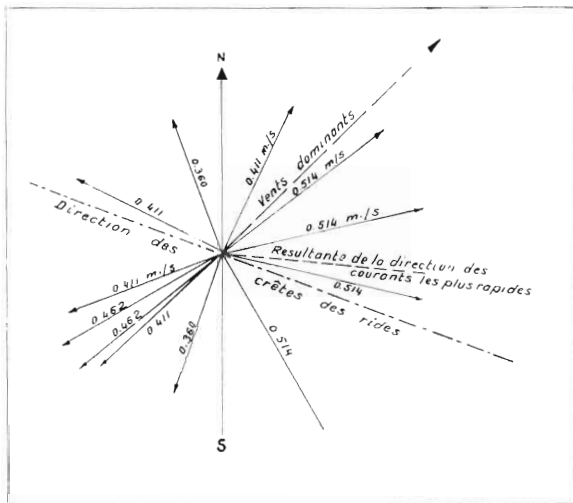 N
0.360
0.411 m/s
Vents dominants
0.514 m/s
0.411
0.514 m./s
Direction des
Resultante de la direction des
courants les plus rapides
0.411 m/s
0.514
crêtes des rides
0.462
0.462
0.411
0.360
0.514
S